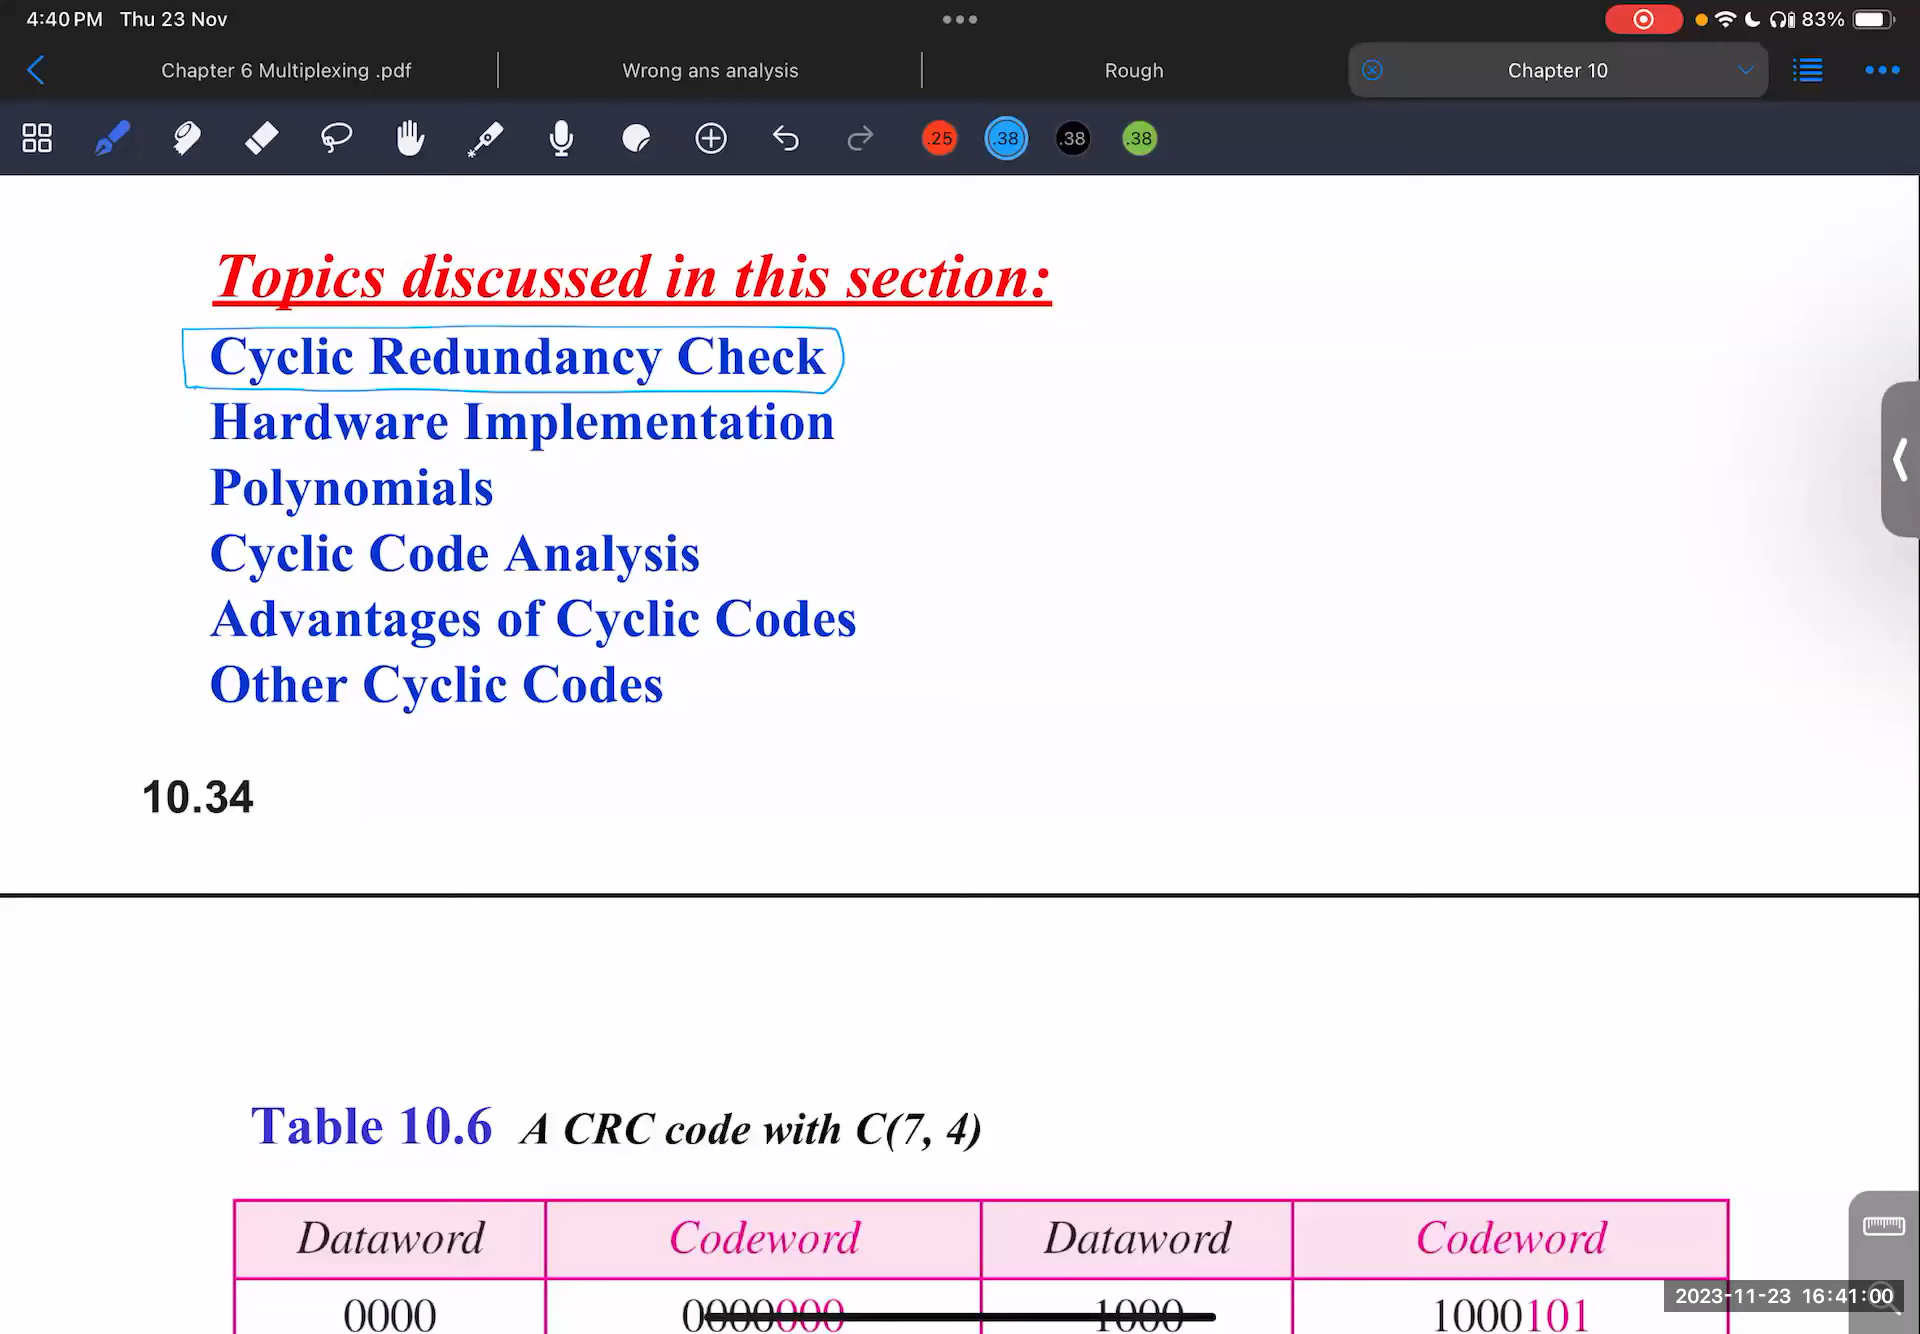 4:40 PM Thu 23 Nov
83%
Chapter 6 Multiplexing .pdf
Wrong ans analysis
Rough
Chapter 10
.25
.38
.38
.38
Topics discussed in this section:
Cyclic Redundancy Check
Hardware Implementation
Polynomials
Cyclic Code Analysis
Advantages of Cyclic Codes
Other Cyclic Codes
10.34
Table 10.6 A CRC code with C(7, 4)
Dataword Codeword Dataword Codeword
0000 0000000 1000 1000101
2023-11-23 16:41:00